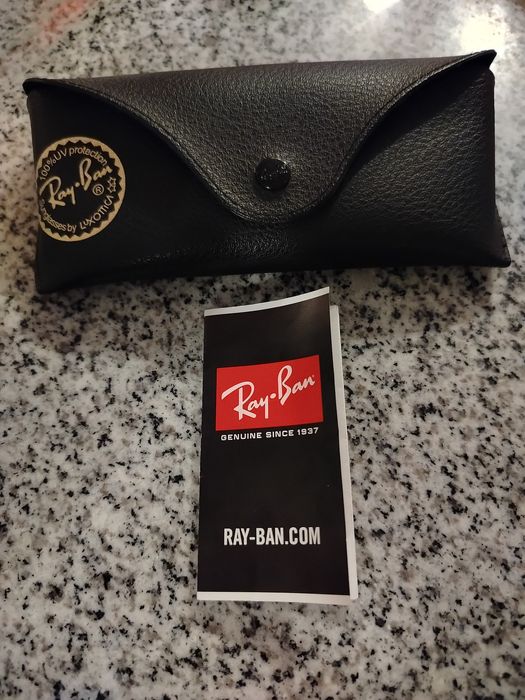 100% UV protection
Ray·Ban
®
sunglasses by LUXOTTICA
Ray·Ban
GENUINE SINCE 1937
RAY-BAN.COM